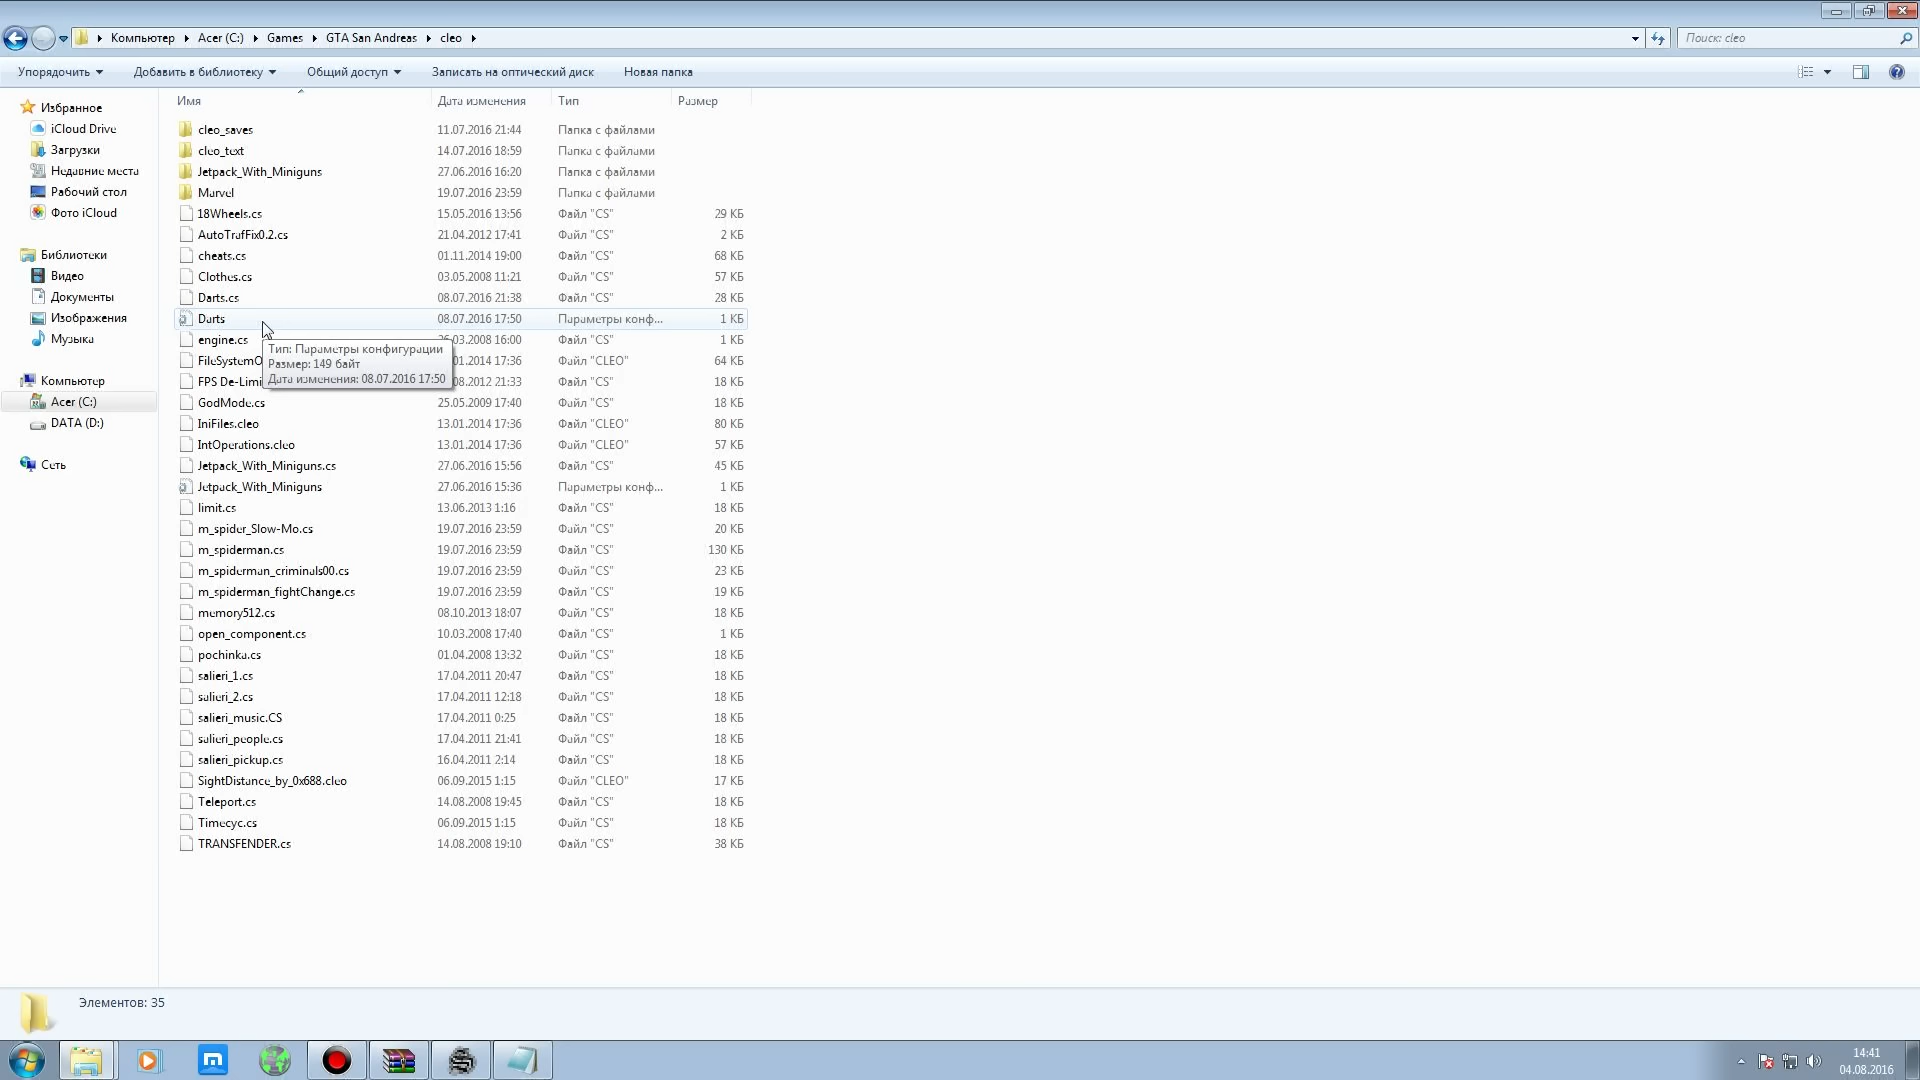 Компьютер ▸ Acer (C:) ▸ Games ▸ GTA San Andreas ▸ cleo ▸
Поиск: cleo
Упорядочить Добавить в библиотеку Общий доступ Записать на оптический диск Новая папка
Избранное
iCloud Drive
Загрузки
Недавние места
Рабочий стол
Фото iCloud
Библиотеки
Видео
Документы
Изображения
Музыка
Компьютер
Acer (C:)
DATA (D:)
Сеть
Имя Дата изменения Тип Размер
cleo_saves 11.07.2016 21:44 Папка с файлами
cleo_text 14.07.2016 18:59 Папка с файлами
Jetpack_With_Miniguns 27.06.2016 16:20 Папка с файлами
Marvel 19.07.2016 23:59 Папка с файлами
18Wheels.cs 15.05.2016 13:56 Файл "CS" 29 КБ
AutoTrafFix0.2.cs 21.04.2012 17:41 Файл "CS" 2 КБ
cheats.cs 01.11.2014 19:00 Файл "CS" 68 КБ
Clothes.cs 03.05.2008 11:21 Файл "CS" 57 КБ
Darts.cs 08.07.2016 21:38 Файл "CS" 28 КБ
Darts 08.07.2016 17:50 Параметры конф... 1 КБ
engine.cs 26.03.2008 16:00 Файл "CS" 1 КБ
FileSystemO 01.2014 17:36 Файл "CLEO" 64 КБ
FPS De-Limi 08.2012 21:33 Файл "CS" 18 КБ
Тип: Параметры конфигурации
Размер: 149 байт
Дата изменения: 08.07.2016 17:50
GodMode.cs 25.05.2009 17:40 Файл "CS" 18 КБ
IniFiles.cleo 13.01.2014 17:36 Файл "CLEO" 80 КБ
IntOperations.cleo 13.01.2014 17:36 Файл "CLEO" 57 КБ
Jetpack_With_Miniguns.cs 27.06.2016 15:56 Файл "CS" 45 КБ
Jetpack_With_Miniguns 27.06.2016 15:36 Параметры конф... 1 КБ
limit.cs 13.06.2013 1:16 Файл "CS" 18 КБ
m_spider_Slow-Mo.cs 19.07.2016 23:59 Файл "CS" 20 КБ
m_spiderman.cs 19.07.2016 23:59 Файл "CS" 130 КБ
m_spiderman_criminals00.cs 19.07.2016 23:59 Файл "CS" 23 КБ
m_spiderman_fightChange.cs 19.07.2016 23:59 Файл "CS" 19 КБ
memory512.cs 08.10.2013 18:07 Файл "CS" 18 КБ
open_component.cs 10.03.2008 17:40 Файл "CS" 1 КБ
pochinka.cs 01.04.2008 13:32 Файл "CS" 18 КБ
salieri_1.cs 17.04.2011 20:47 Файл "CS" 18 КБ
salieri_2.cs 17.04.2011 12:18 Файл "CS" 18 КБ
salieri_music.CS 17.04.2011 0:25 Файл "CS" 18 КБ
salieri_people.cs 17.04.2011 21:41 Файл "CS" 18 КБ
salieri_pickup.cs 16.04.2011 2:14 Файл "CS" 18 КБ
SightDistance_by_0x688.cleo 06.09.2015 1:15 Файл "CLEO" 17 КБ
Teleport.cs 14.08.2008 19:45 Файл "CS" 18 КБ
Timecyc.cs 06.09.2015 1:15 Файл "CS" 18 КБ
TRANSFENDER.cs 14.08.2008 19:10 Файл "CS" 38 КБ
Элементов: 35
14:41
04.08.2016